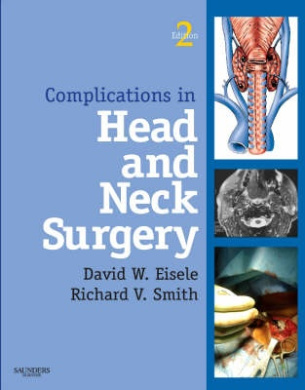 2
Edition
Complications in
Head
and
Neck
Surgery
David W. Eisele
Richard V. Smith
SAUNDERS
ELSEVIER